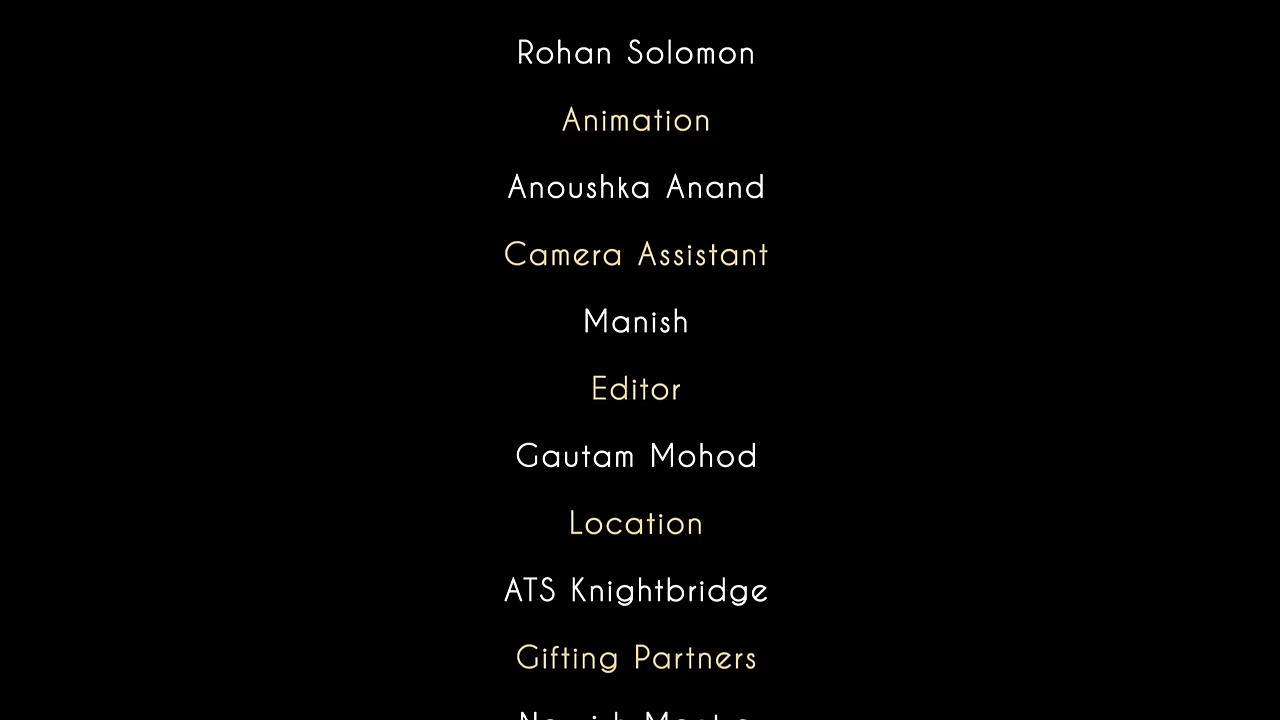 Rohan Solomon
Animation
Anoushka Anand
Camera Assistant
Manish
Editor
Gautam Mohod
Location
ATS Knightbridge
Gifting Partners